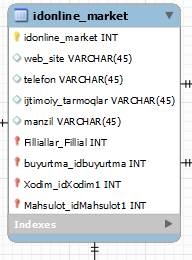 idonline_market
idonline_market INT
web_site VARCHAR(45)
telefon VARCHAR(45)
ijtimoiy_tarmoqlar VARCHAR(45)
manzil VARCHAR(45)
Filliallar_Fillial INT
buyurtma_idbuyurtma INT
Xodim_idXodim1 INT
Mahsulot_idMahsulot1 INT
Indexes